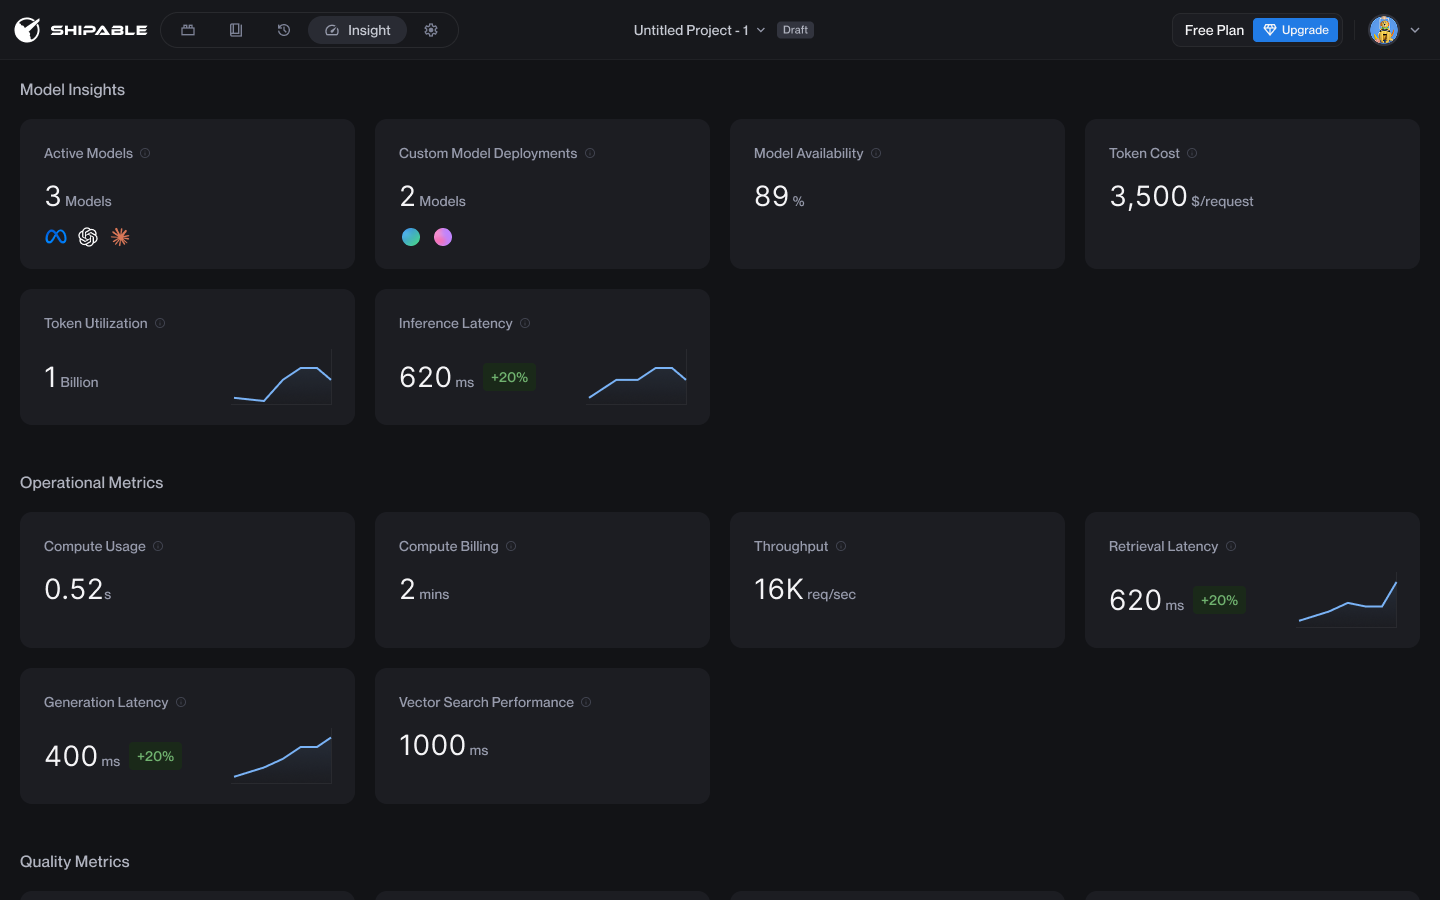 SHIPABLE
Insight
Untitled Project - 1
Draft
Free Plan
Upgrade
Model Insights
Active Models
3 Models
Custom Model Deployments
2 Models
Model Availability
89 %
Token Cost
3,500 $/request
Token Utilization
1 Billion
Inference Latency
620 ms +20%
Operational Metrics
Compute Usage
0.52s
Compute Billing
2 mins
Throughput
16K req/sec
Retrieval Latency
620 ms +20%
Generation Latency
400 ms +20%
Vector Search Performance
1000 ms
Quality Metrics